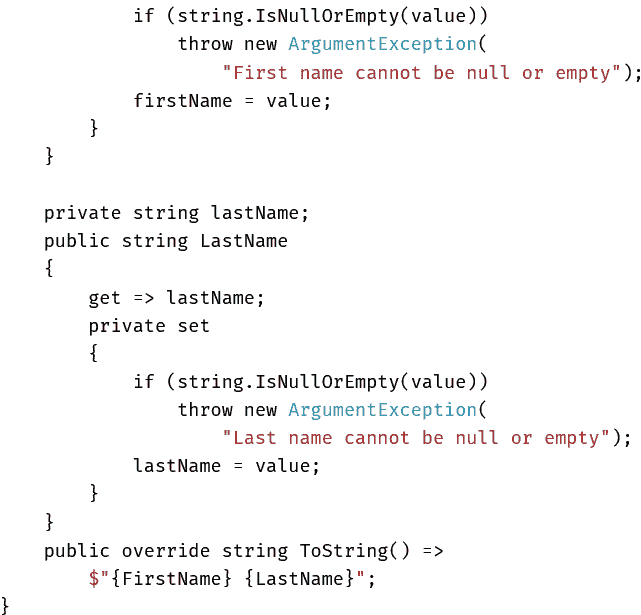 if (string.IsNullOrEmpty(value))
                throw new ArgumentException(
                    "First name cannot be null or empty");
            firstName = value;
        }
    }

    private string lastName;
    public string LastName
    {
        get => lastName;
        private set
        {
            if (string.IsNullOrEmpty(value))
                throw new ArgumentException(
                    "Last name cannot be null or empty");
            lastName = value;
        }
    }
    public override string ToString() =>
        $"{FirstName} {LastName}";
}